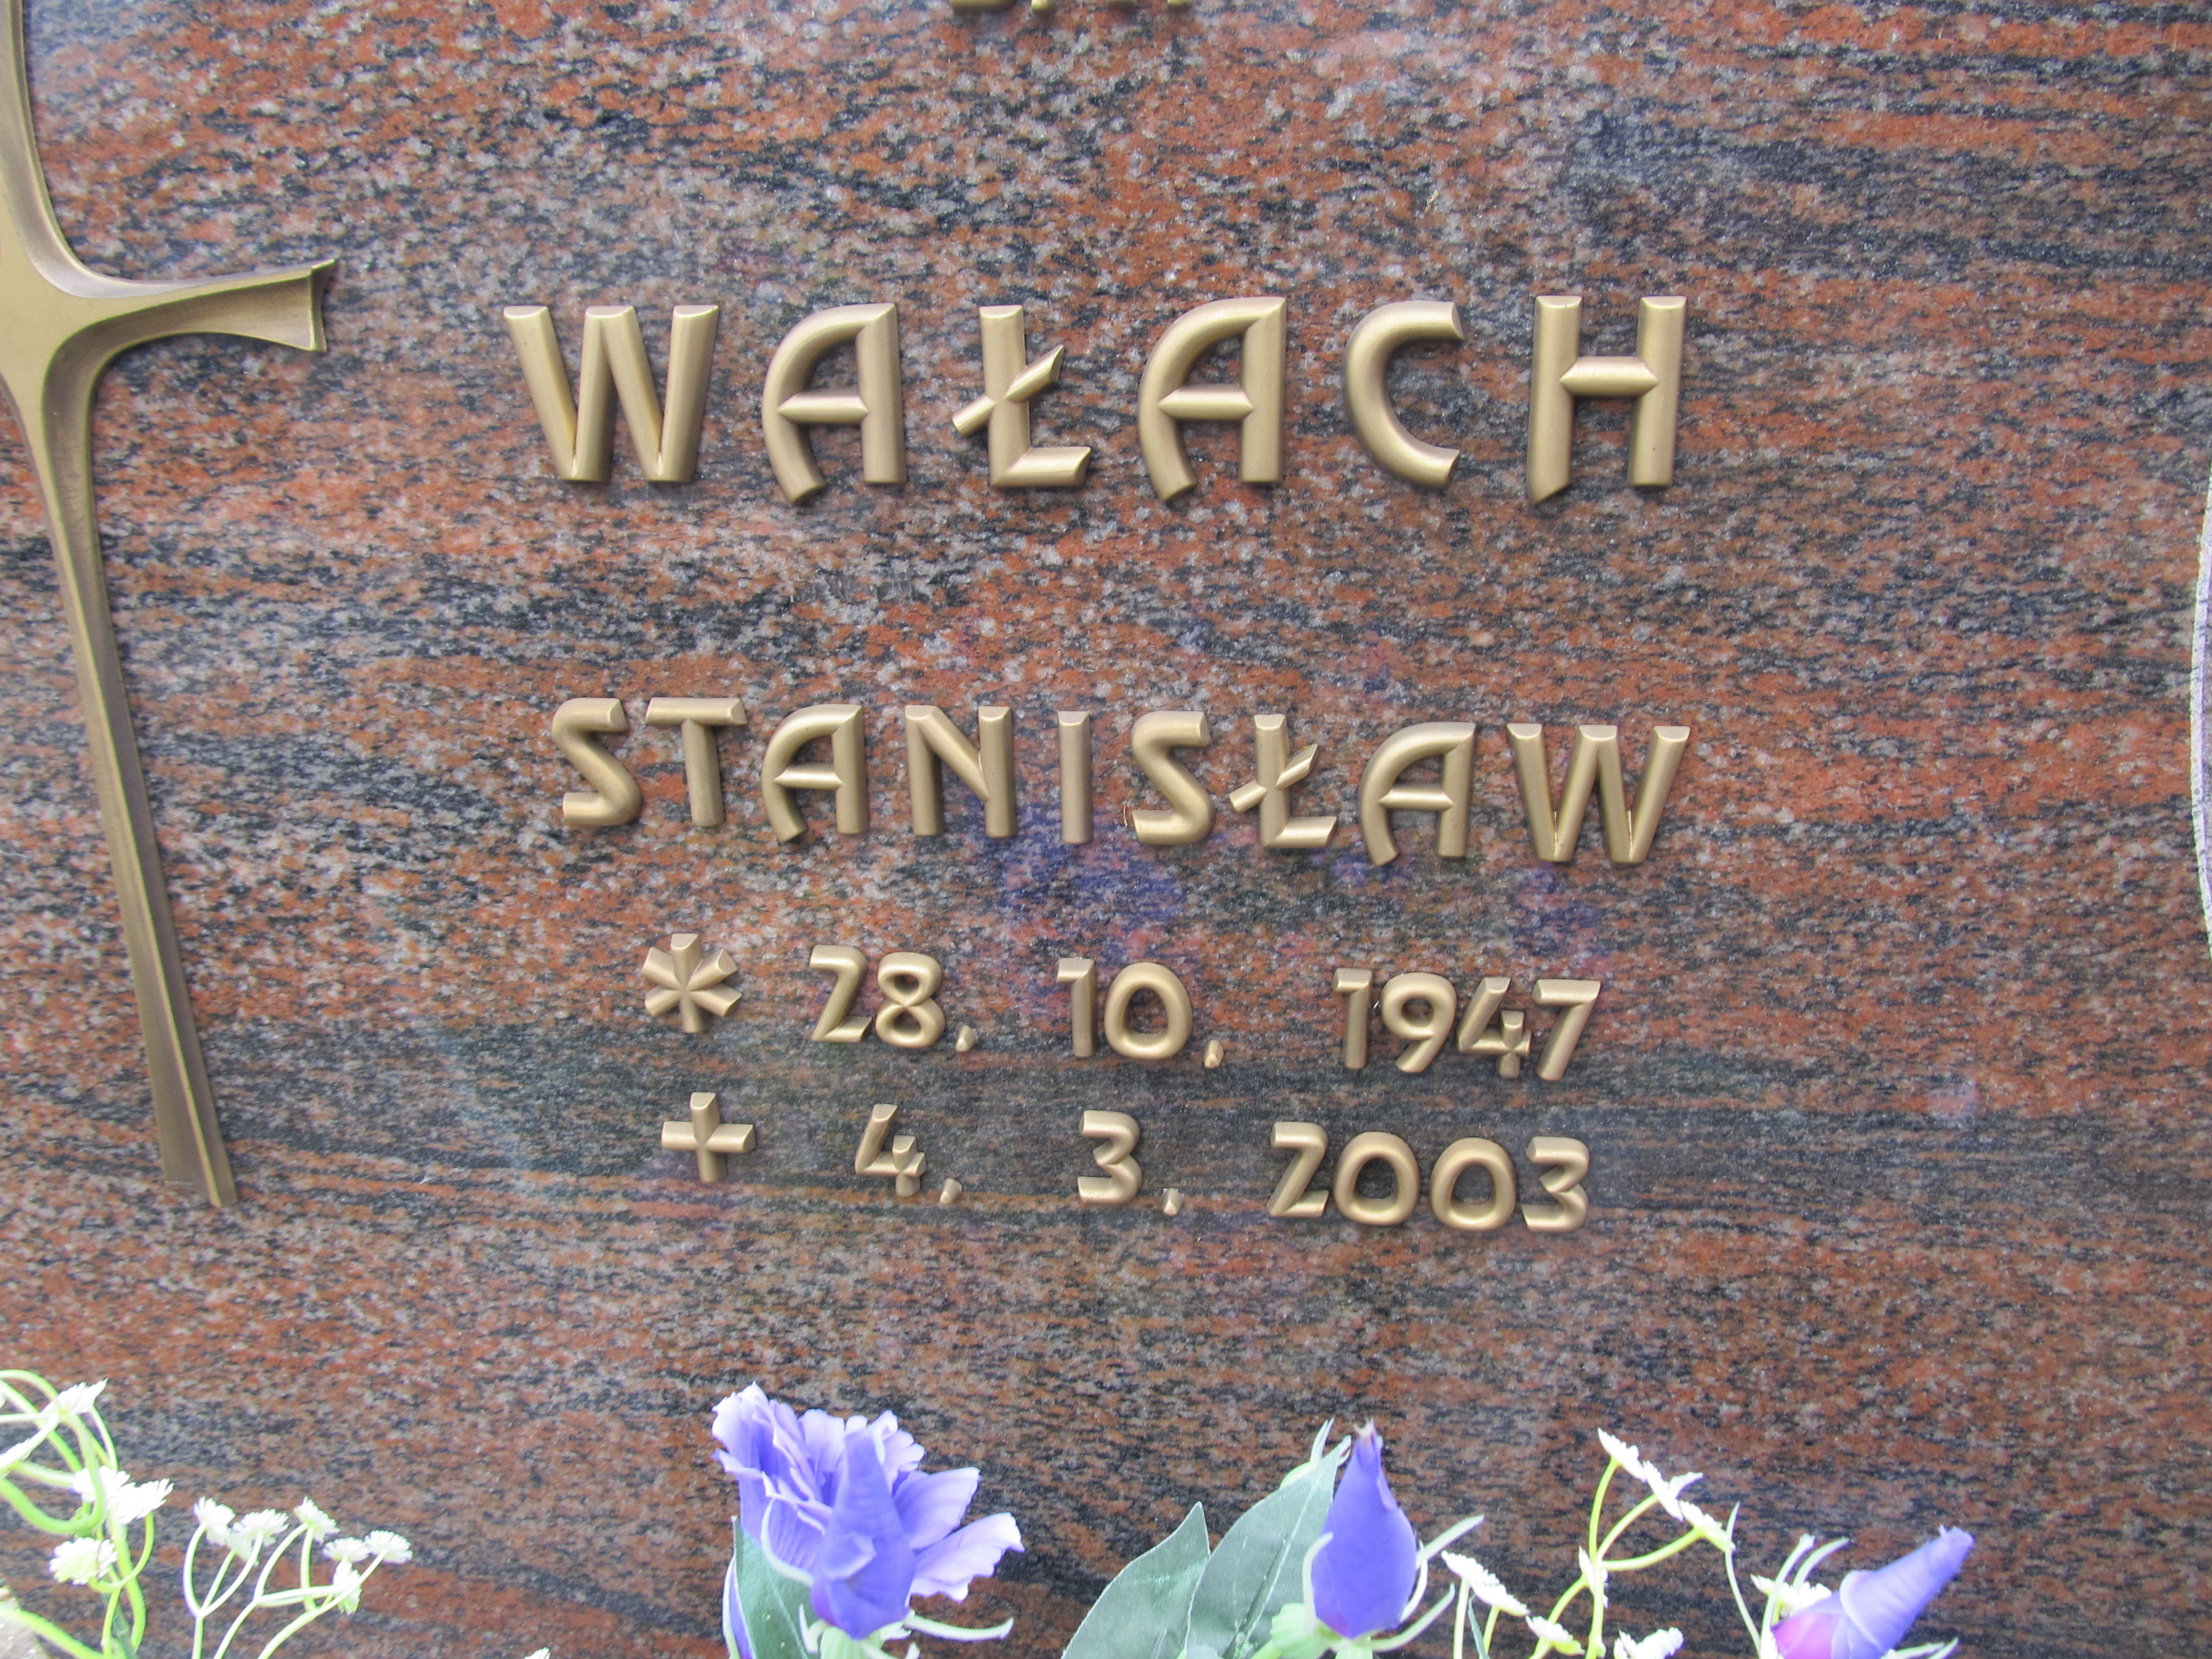 WAŁACH
STANISŁAW
* 28. 10. 1947
+ 4. 3. 2003